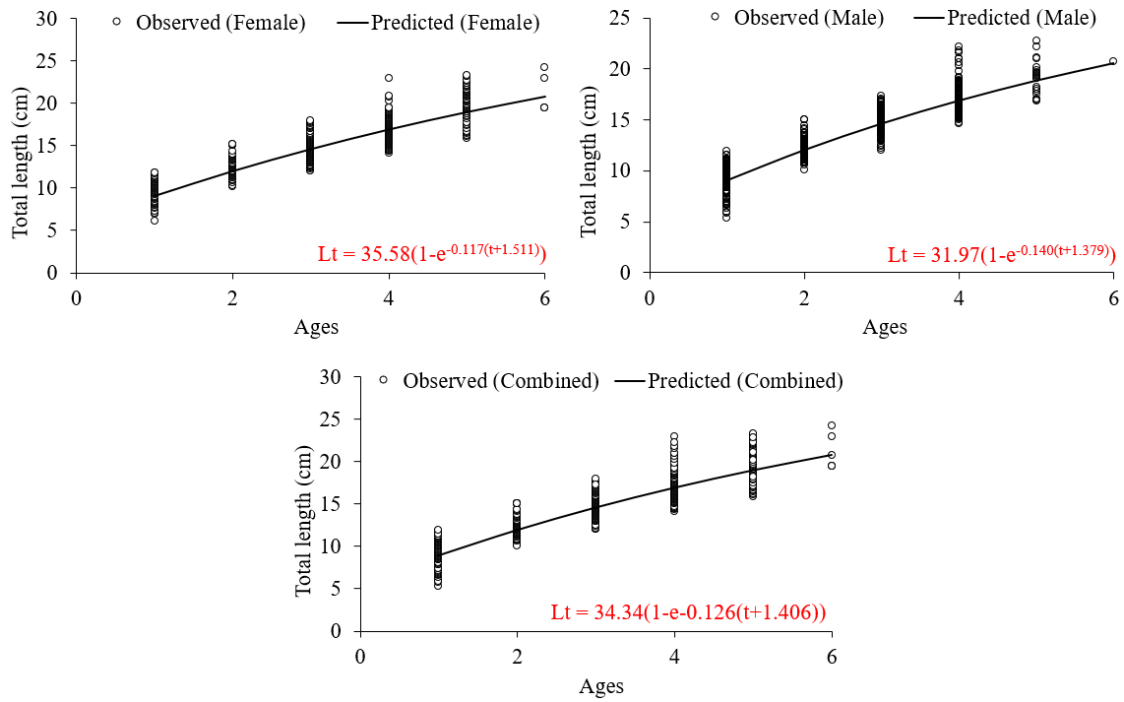 Observed (Female) Predicted (Female)
30
25
20
15
10
5
0
0 2 4 6
Total length (cm)
Ages
Lt = 35.58(1-e-0.117(t+1.511))
Observed (Male) Predicted (Male)
25
20
15
10
5
0
0 2 4 6
Total length (cm)
Ages
Lt = 31.97(1-e-0.140(t+1.379))
Observed (Combined) Predicted (Combined)
30
25
20
15
10
5
0
0 2 4 6
Total length (cm)
Ages
Lt = 34.34(1-e-0.126(t+1.406))